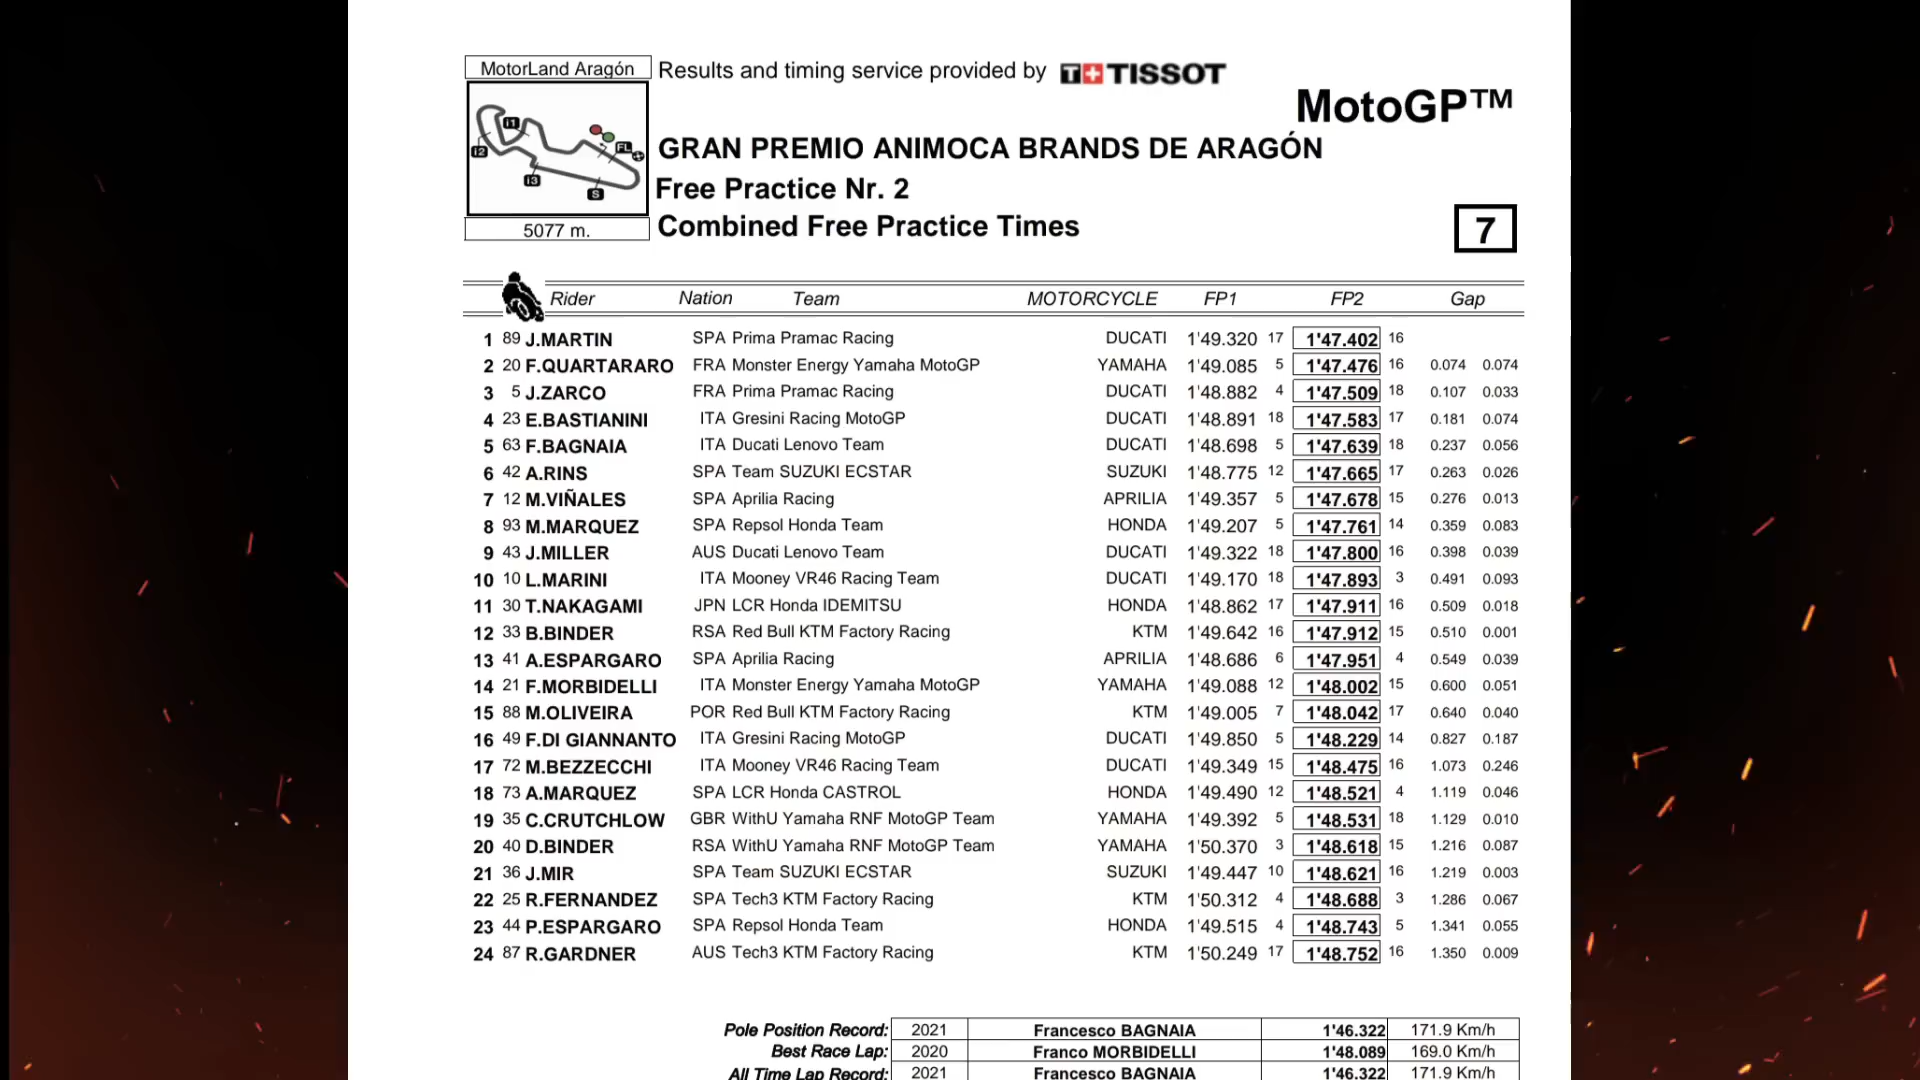 MotorLand Aragón
Results and timing service provided by T+TISSOT
MotoGP™
i1
i2
i3
FL
S
GRAN PREMIO ANIMOCA BRANDS DE ARAGÓN
Free Practice Nr. 2
5077 m.
Combined Free Practice Times
7
Rider Nation Team MOTORCYCLE FP1 FP2 Gap
1 89 J.MARTIN SPA Prima Pramac Racing DUCATI 1'49.320 17 1'47.402 16
2 20 F.QUARTARARO FRA Monster Energy Yamaha MotoGP YAMAHA 1'49.085 5 1'47.476 16 0.074 0.074
3 5 J.ZARCO FRA Prima Pramac Racing DUCATI 1'48.882 4 1'47.509 18 0.107 0.033
4 23 E.BASTIANINI ITA Gresini Racing MotoGP DUCATI 1'48.891 18 1'47.583 17 0.181 0.074
5 63 F.BAGNAIA ITA Ducati Lenovo Team DUCATI 1'48.698 5 1'47.639 18 0.237 0.056
6 42 A.RINS SPA Team SUZUKI ECSTAR SUZUKI 1'48.775 12 1'47.665 17 0.263 0.026
7 12 M.VIÑALES SPA Aprilia Racing APRILIA 1'49.357 5 1'47.678 15 0.276 0.013
8 93 M.MARQUEZ SPA Repsol Honda Team HONDA 1'49.207 5 1'47.761 14 0.359 0.083
9 43 J.MILLER AUS Ducati Lenovo Team DUCATI 1'49.322 18 1'47.800 16 0.398 0.039
10 10 L.MARINI ITA Mooney VR46 Racing Team DUCATI 1'49.170 18 1'47.893 3 0.491 0.093
11 30 T.NAKAGAMI JPN LCR Honda IDEMITSU HONDA 1'48.862 17 1'47.911 16 0.509 0.018
12 33 B.BINDER RSA Red Bull KTM Factory Racing KTM 1'49.642 16 1'47.912 15 0.510 0.001
13 41 A.ESPARGARO SPA Aprilia Racing APRILIA 1'48.686 6 1'47.951 4 0.549 0.039
14 21 F.MORBIDELLI ITA Monster Energy Yamaha MotoGP YAMAHA 1'49.088 12 1'48.002 15 0.600 0.051
15 88 M.OLIVEIRA POR Red Bull KTM Factory Racing KTM 1'49.005 7 1'48.042 17 0.640 0.040
16 49 F.DI GIANNANTO ITA Gresini Racing MotoGP DUCATI 1'49.850 5 1'48.229 14 0.827 0.187
17 72 M.BEZZECCHI ITA Mooney VR46 Racing Team DUCATI 1'49.349 15 1'48.475 16 1.073 0.246
18 73 A.MARQUEZ SPA LCR Honda CASTROL HONDA 1'49.490 12 1'48.521 4 1.119 0.046
19 35 C.CRUTCHLOW GBR WithU Yamaha RNF MotoGP Team YAMAHA 1'49.392 5 1'48.531 18 1.129 0.010
20 40 D.BINDER RSA WithU Yamaha RNF MotoGP Team YAMAHA 1'50.370 3 1'48.618 15 1.216 0.087
21 36 J.MIR SPA Team SUZUKI ECSTAR SUZUKI 1'49.447 10 1'48.621 16 1.219 0.003
22 25 R.FERNANDEZ SPA Tech3 KTM Factory Racing KTM 1'50.312 4 1'48.688 3 1.286 0.067
23 44 P.ESPARGARO SPA Repsol Honda Team HONDA 1'49.515 4 1'48.743 5 1.341 0.055
24 87 R.GARDNER AUS Tech3 KTM Factory Racing KTM 1'50.249 17 1'48.752 16 1.350 0.009
Pole Position Record: 2021 Francesco BAGNAIA 1'46.322 171.9 Km/h
Best Race Lap: 2020 Franco MORBIDELLI 1'48.089 169.0 Km/h
All Time Lap Record: 2021 Francesco BAGNAIA 1'46.322 171.9 Km/h